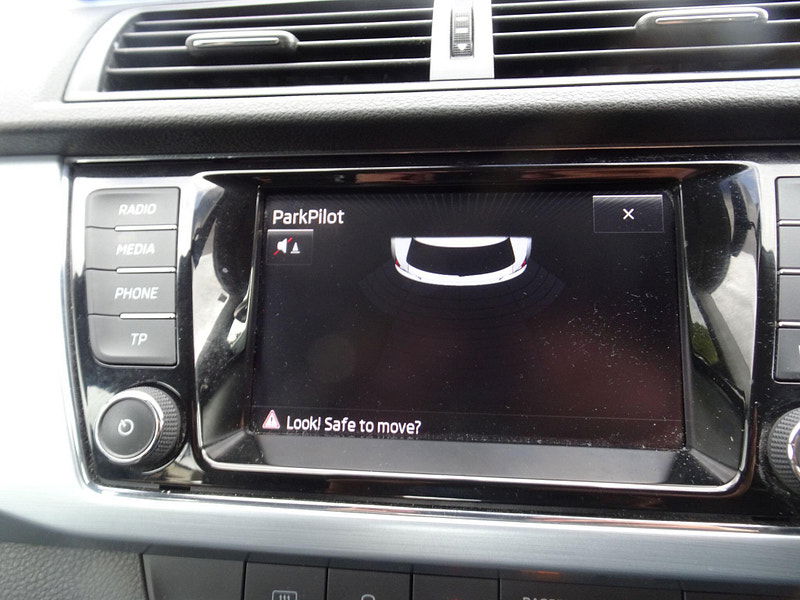 RADIO
MEDIA
PHONE
TP
ParkPilot
Look! Safe to move?